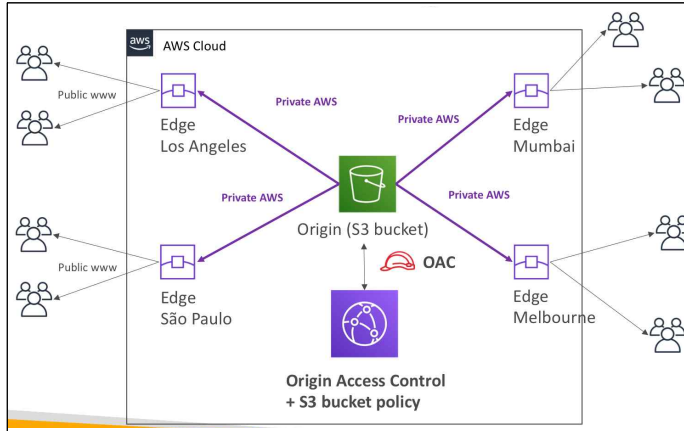 aws
AWS Cloud
Public www
Edge
Los Angeles
Private AWS
Private AWS
Edge
Mumbai
Private AWS
Private AWS
Origin (S3 bucket)
OAC
Public www
Edge
São Paulo
Edge
Melbourne
Origin Access Control
+ S3 bucket policy